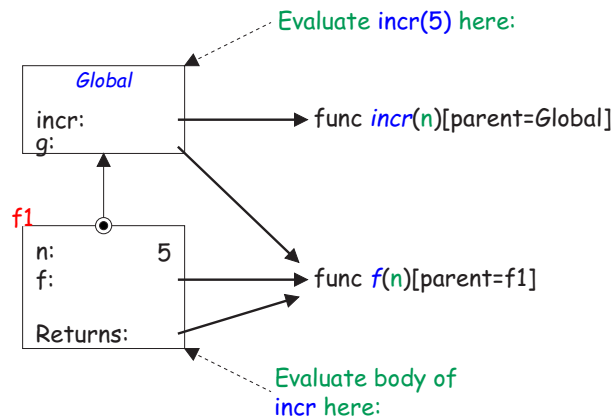 Evaluate incr(5) here:
Global
incr:
func incr(n)[parent=Global]
g:
f1
n: 5
f:
func f(n)[parent=f1]
Returns:
Evaluate body of
incr here: